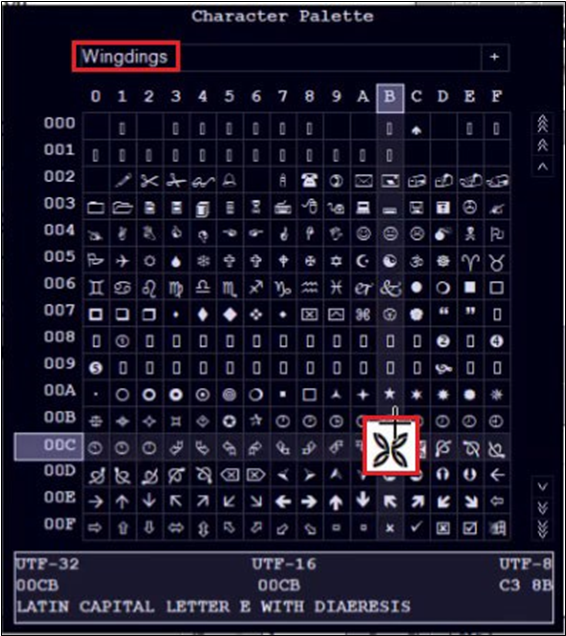 Character Palette
Wingdings +
0 1 2 3 4 5 6 7 8 9 A B C D E F
000
001
002
003
004
005
006
007
008
009
00A
00B
00C
00D
00E
00F
UTF-32 UTF-16 UTF-8
00CB 00CB C3 8B
LATIN CAPITAL LETTER E WITH DIAERESIS